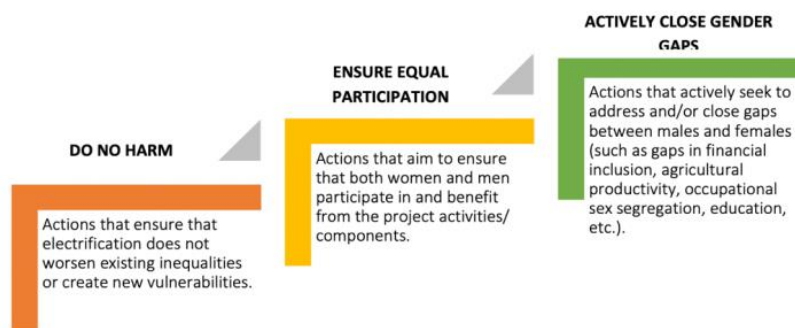 DO NO HARM
Actions that ensure that
electrification does not
worsen existing inequalities
or create new vulnerabilities.
ENSURE EQUAL
PARTICIPATION
Actions that aim to ensure
that both women and men
participate in and benefit
from the project activities/
components.
ACTIVELY CLOSE GENDER
GAPS
Actions that actively seek to
address and/or close gaps
between males and females
(such as gaps in financial
inclusion, agricultural
productivity, occupational
sex segregation, education,
etc.).